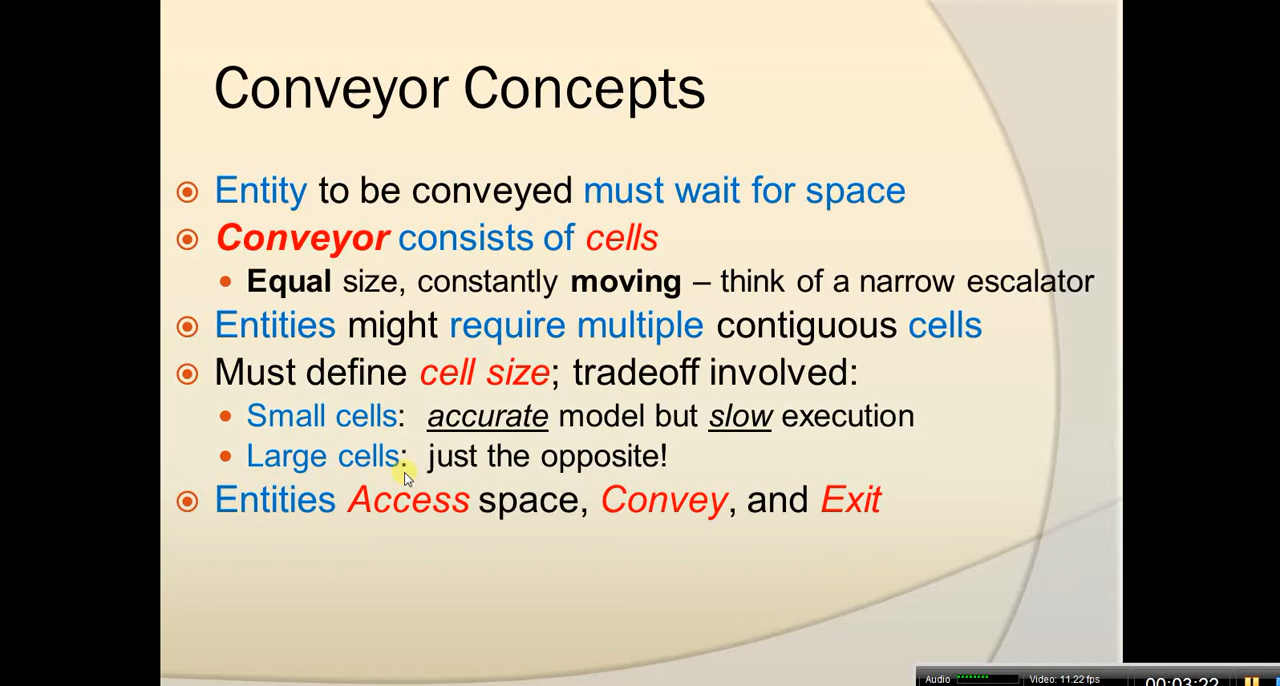 Conveyor Concepts
Entity to be conveyed must wait for space
Conveyor consists of cells
Equal size, constantly moving – think of a narrow escalator
Entities might require multiple contiguous cells
Must define cell size; tradeoff involved:
Small cells: accurate model but slow execution
Large cells: just the opposite!
Entities Access space, Convey, and Exit
Audio Video: 11.22 fps 00:03:22